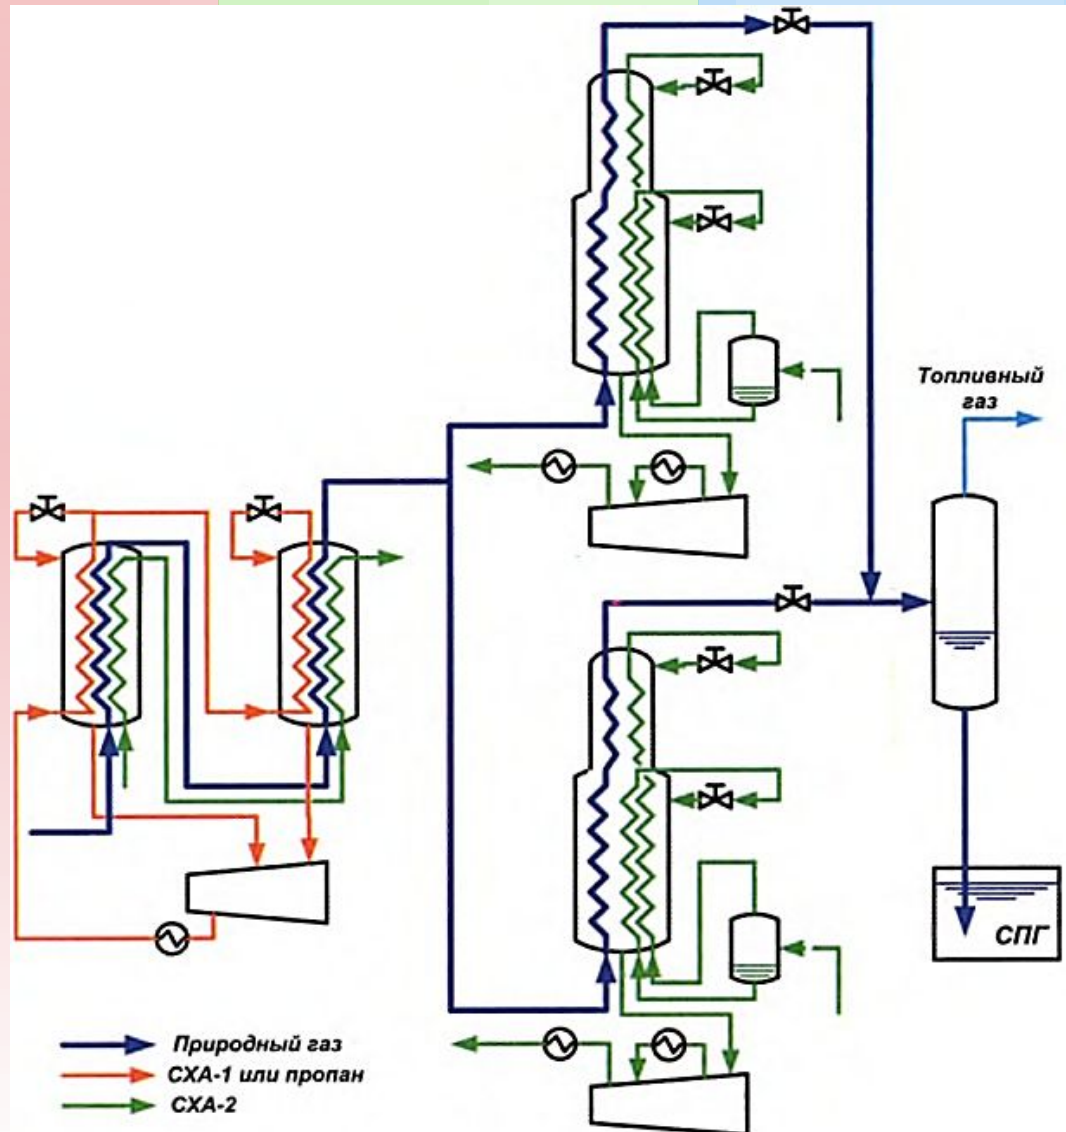 Топливный
газ
СПГ
Природный газ
СХА-1 или пропан
СХА-2